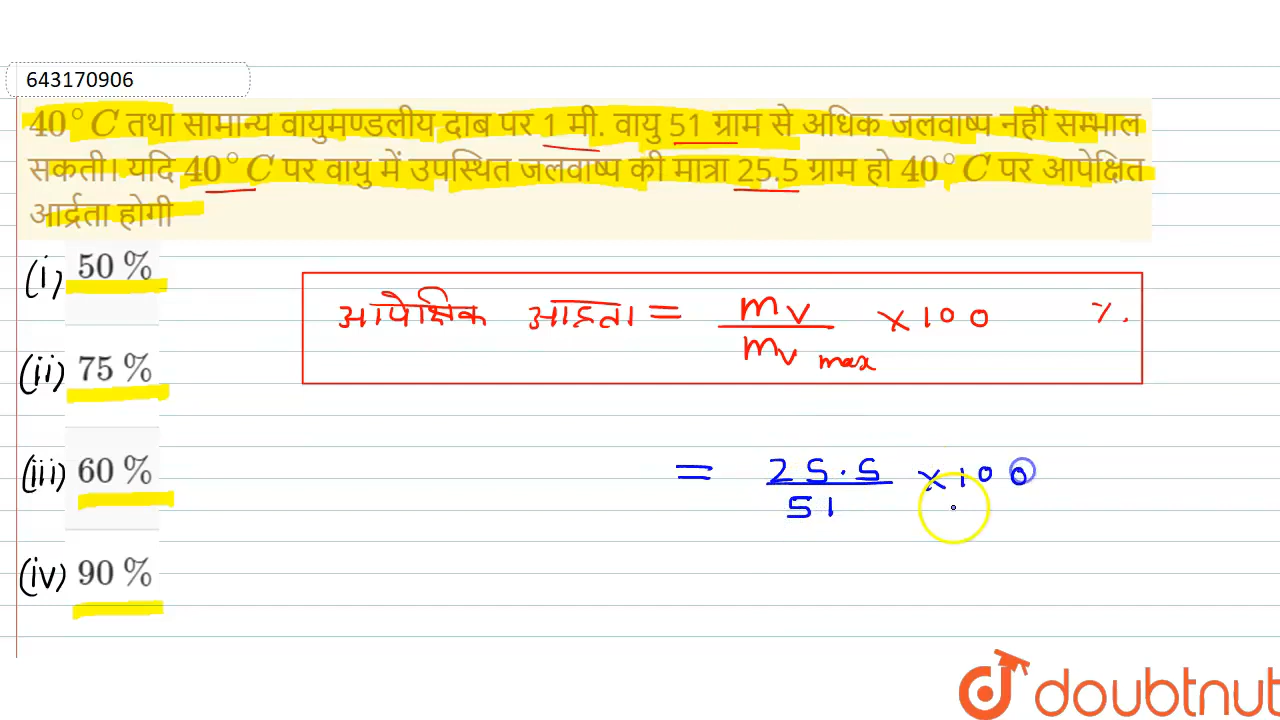 643170906
40°C तथा सामान्य वायुमण्डलीय दाब पर 1 मी. वायु 51 ग्राम से अधिक जलवाष्प नहीं सम्भाल
सकती। यदि 40°C पर वायु में उपस्थित जलवाष्प की मात्रा 25.5 ग्राम हो 40°C पर आपेक्षित
आर्द्रता होगी
(i) 50 %
आपेक्षिक आद्रता = mv / mv max × 100 %.
(ii) 75 %
(iii) 60 %
= 25.5 / 51 × 100
(iv) 90 %
doubtnut